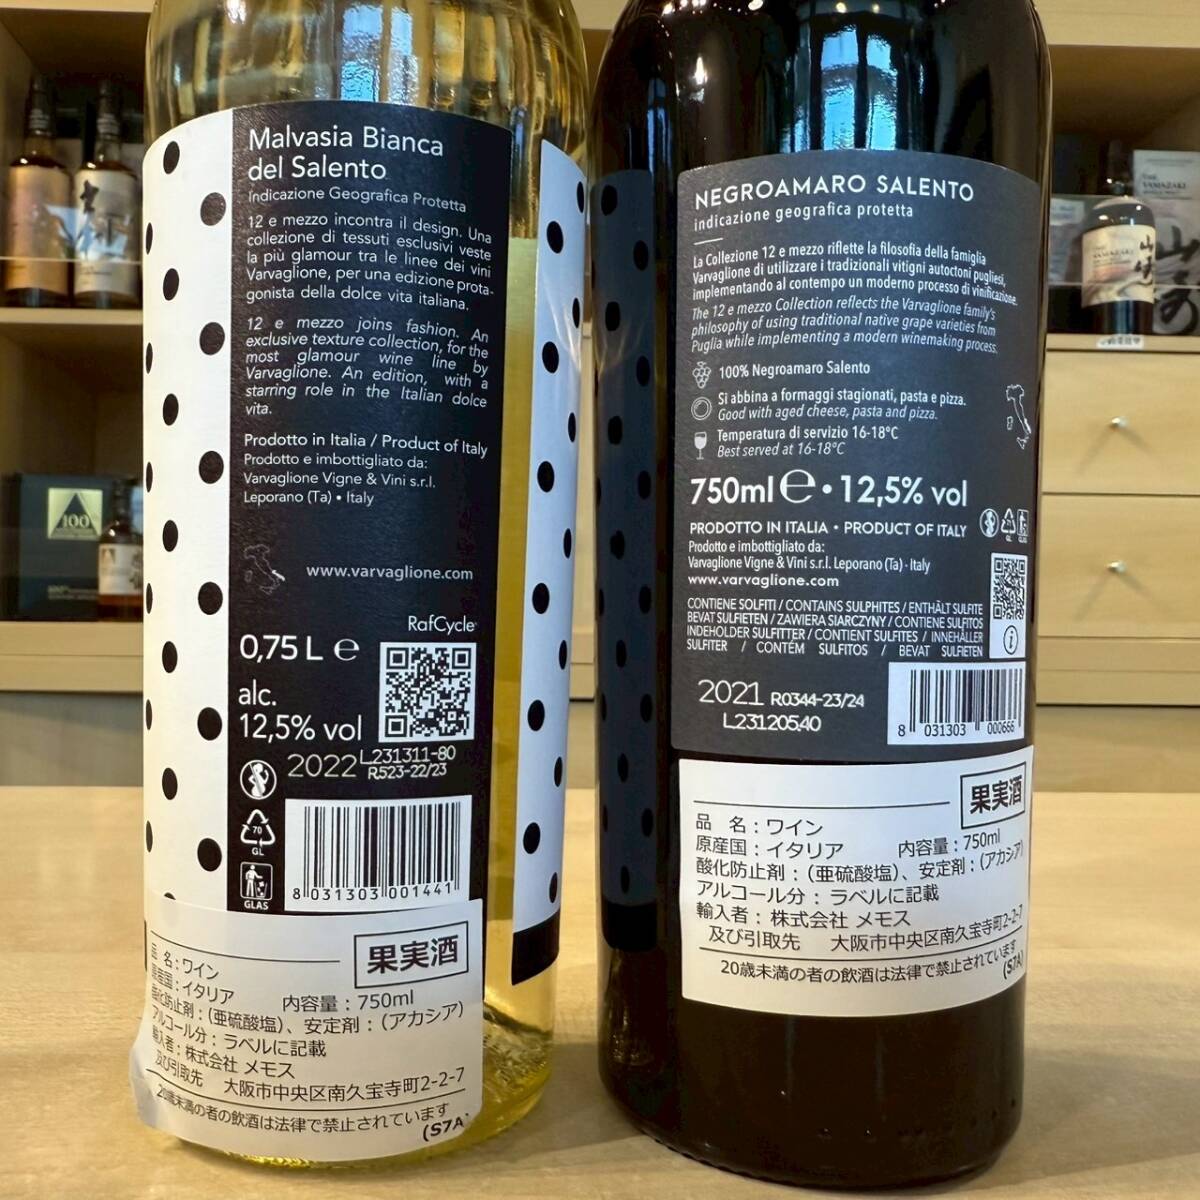 Malvasia Bianca
del Salento
Indicazione Geografica Protetta
12 e mezzo incontra il design. Una
collezione di tessuti esclusivi veste
la più glamour tra le linee dei vini
Varvaglione, per una edizione prota-
gonista della dolce vita italiana.
12 e mezzo joins fashion. An
exclusive texture collection, for the
most glamour wine line by
Varvaglione. An edition, with a
starring role in the Italian dolce
vita.
Prodotto in Italia / Product of Italy
Prodotto e imbottigliato da:
Varvaglione Vigne & Vini s.r.l.
Leporano (Ta) • Italy
www.varvaglione.com
RafCycle
0,75 L e
alc.
12,5% vol
2022 L231311-80
R523-22/23
70
GL
GLAS
8 031303 001441
果実酒
品 名:ワイン
原産国:イタリア 内容量:750ml
酸化防止剤:(亜硫酸塩)、安定剤:(アカシア)
アルコール分:ラベルに記載
輸入者:株式会社 メモス
及び引取先 大阪市中央区南久宝寺町2-2-7
20歳未満の者の飲酒は法律で禁止されています
(S7A)
NEGROAMARO SALENTO
indicazione geografica protetta
La Collezione 12 e mezzo riflette la filosofia della famiglia
Varvaglione di utilizzare i tradizionali vitigni autoctoni pugliesi,
implementando al contempo un moderno processo di vinificazione.
The 12 e mezzo Collection reflects the Varvaglione family's
philosophy of using traditional native grape varieties from
Puglia while implementing a modern winemaking process.
100% Negroamaro Salento
Si abbina a formaggi stagionati, pasta e pizza.
Good with aged cheese, pasta and pizza.
Temperatura di servizio 16-18°C
Best served at 16-18°C
750ml e • 12,5% vol
PRODOTTO IN ITALIA • PRODUCT OF ITALY
GL
GLAS
Prodotto e imbottigliato da:
Varvaglione Vigne & Vini s.r.l. Leporano (Ta) - Italy
www.varvaglione.com
CONTIENE SOLFITI / CONTAINS SULPHITES / ENTHÄLT SULFITE
BEVAT SULFIETEN / ZAWIERA SIARCZYNY / CONTIENE SULFITOS
INDEHOLDER SULFITTER / CONTIENT SULFITES / INNEHÅLLER
SULFITER / CONTÉM SULFITOS / BEVAT SULFIETEN
i
2021 R0344-23/24
L23120540
8 031303 000666
果実酒
品 名:ワイン
原産国:イタリア 内容量:750ml
酸化防止剤:(亜硫酸塩)、安定剤:(アカシア)
アルコール分:ラベルに記載
輸入者:株式会社 メモス
及び引取先 大阪市中央区南久宝寺町2-2-7
20歳未満の者の飲酒は法律で禁止されています
(S7A)
100
YAMAZAKI